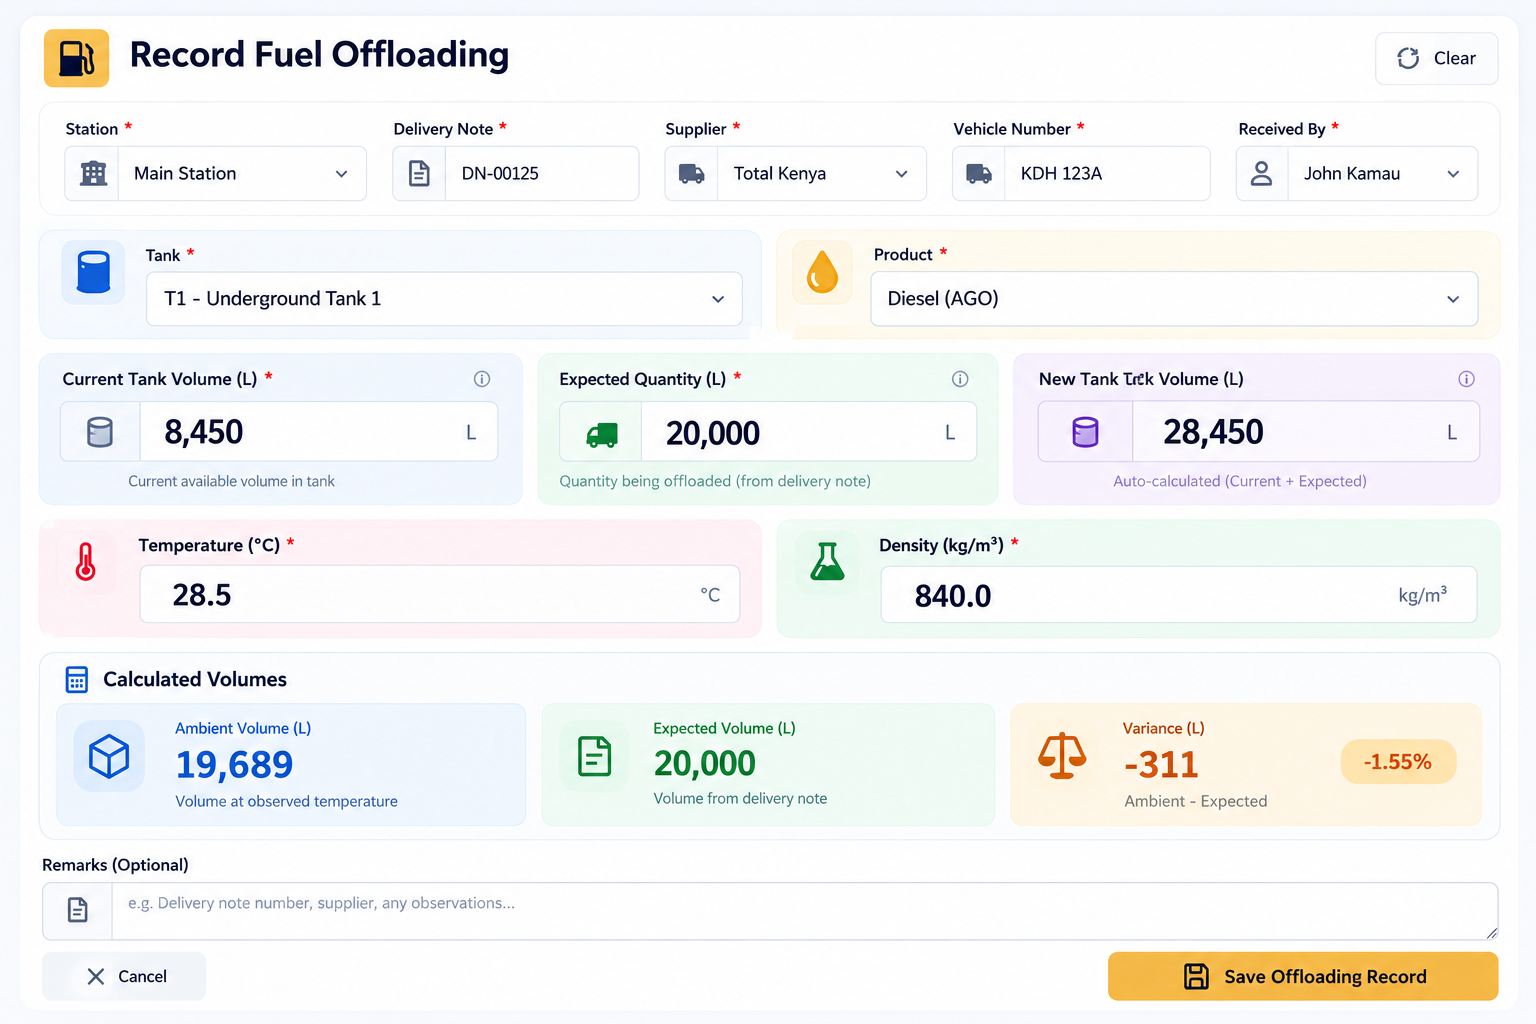 Record Fuel Offloading
Clear
Station *
Delivery Note *
Supplier *
Vehicle Number *
Received By *
Main Station
DN-00125
Total Kenya
KDH 123A
John Kamau
Tank *
T1 - Underground Tank 1
Product *
Diesel (AGO)
Current Tank Volume (L) *
8,450 L
Current available volume in tank
Expected Quantity (L) *
20,000 L
Quantity being offloaded (from delivery note)
New Tank Volume (L)
28,450 L
Auto-calculated (Current + Expected)
Temperature (°C) *
28.5 °C
Density (kg/m³) *
840.0 kg/m³
Calculated Volumes
Ambient Volume (L)
19,689
Volume at observed temperature
Expected Volume (L)
20,000
Volume from delivery note
Variance (L)
-311
-1.55%
Ambient - Expected
Remarks (Optional)
e.g. Delivery note number, supplier, any observations...
Cancel
Save Offloading Record